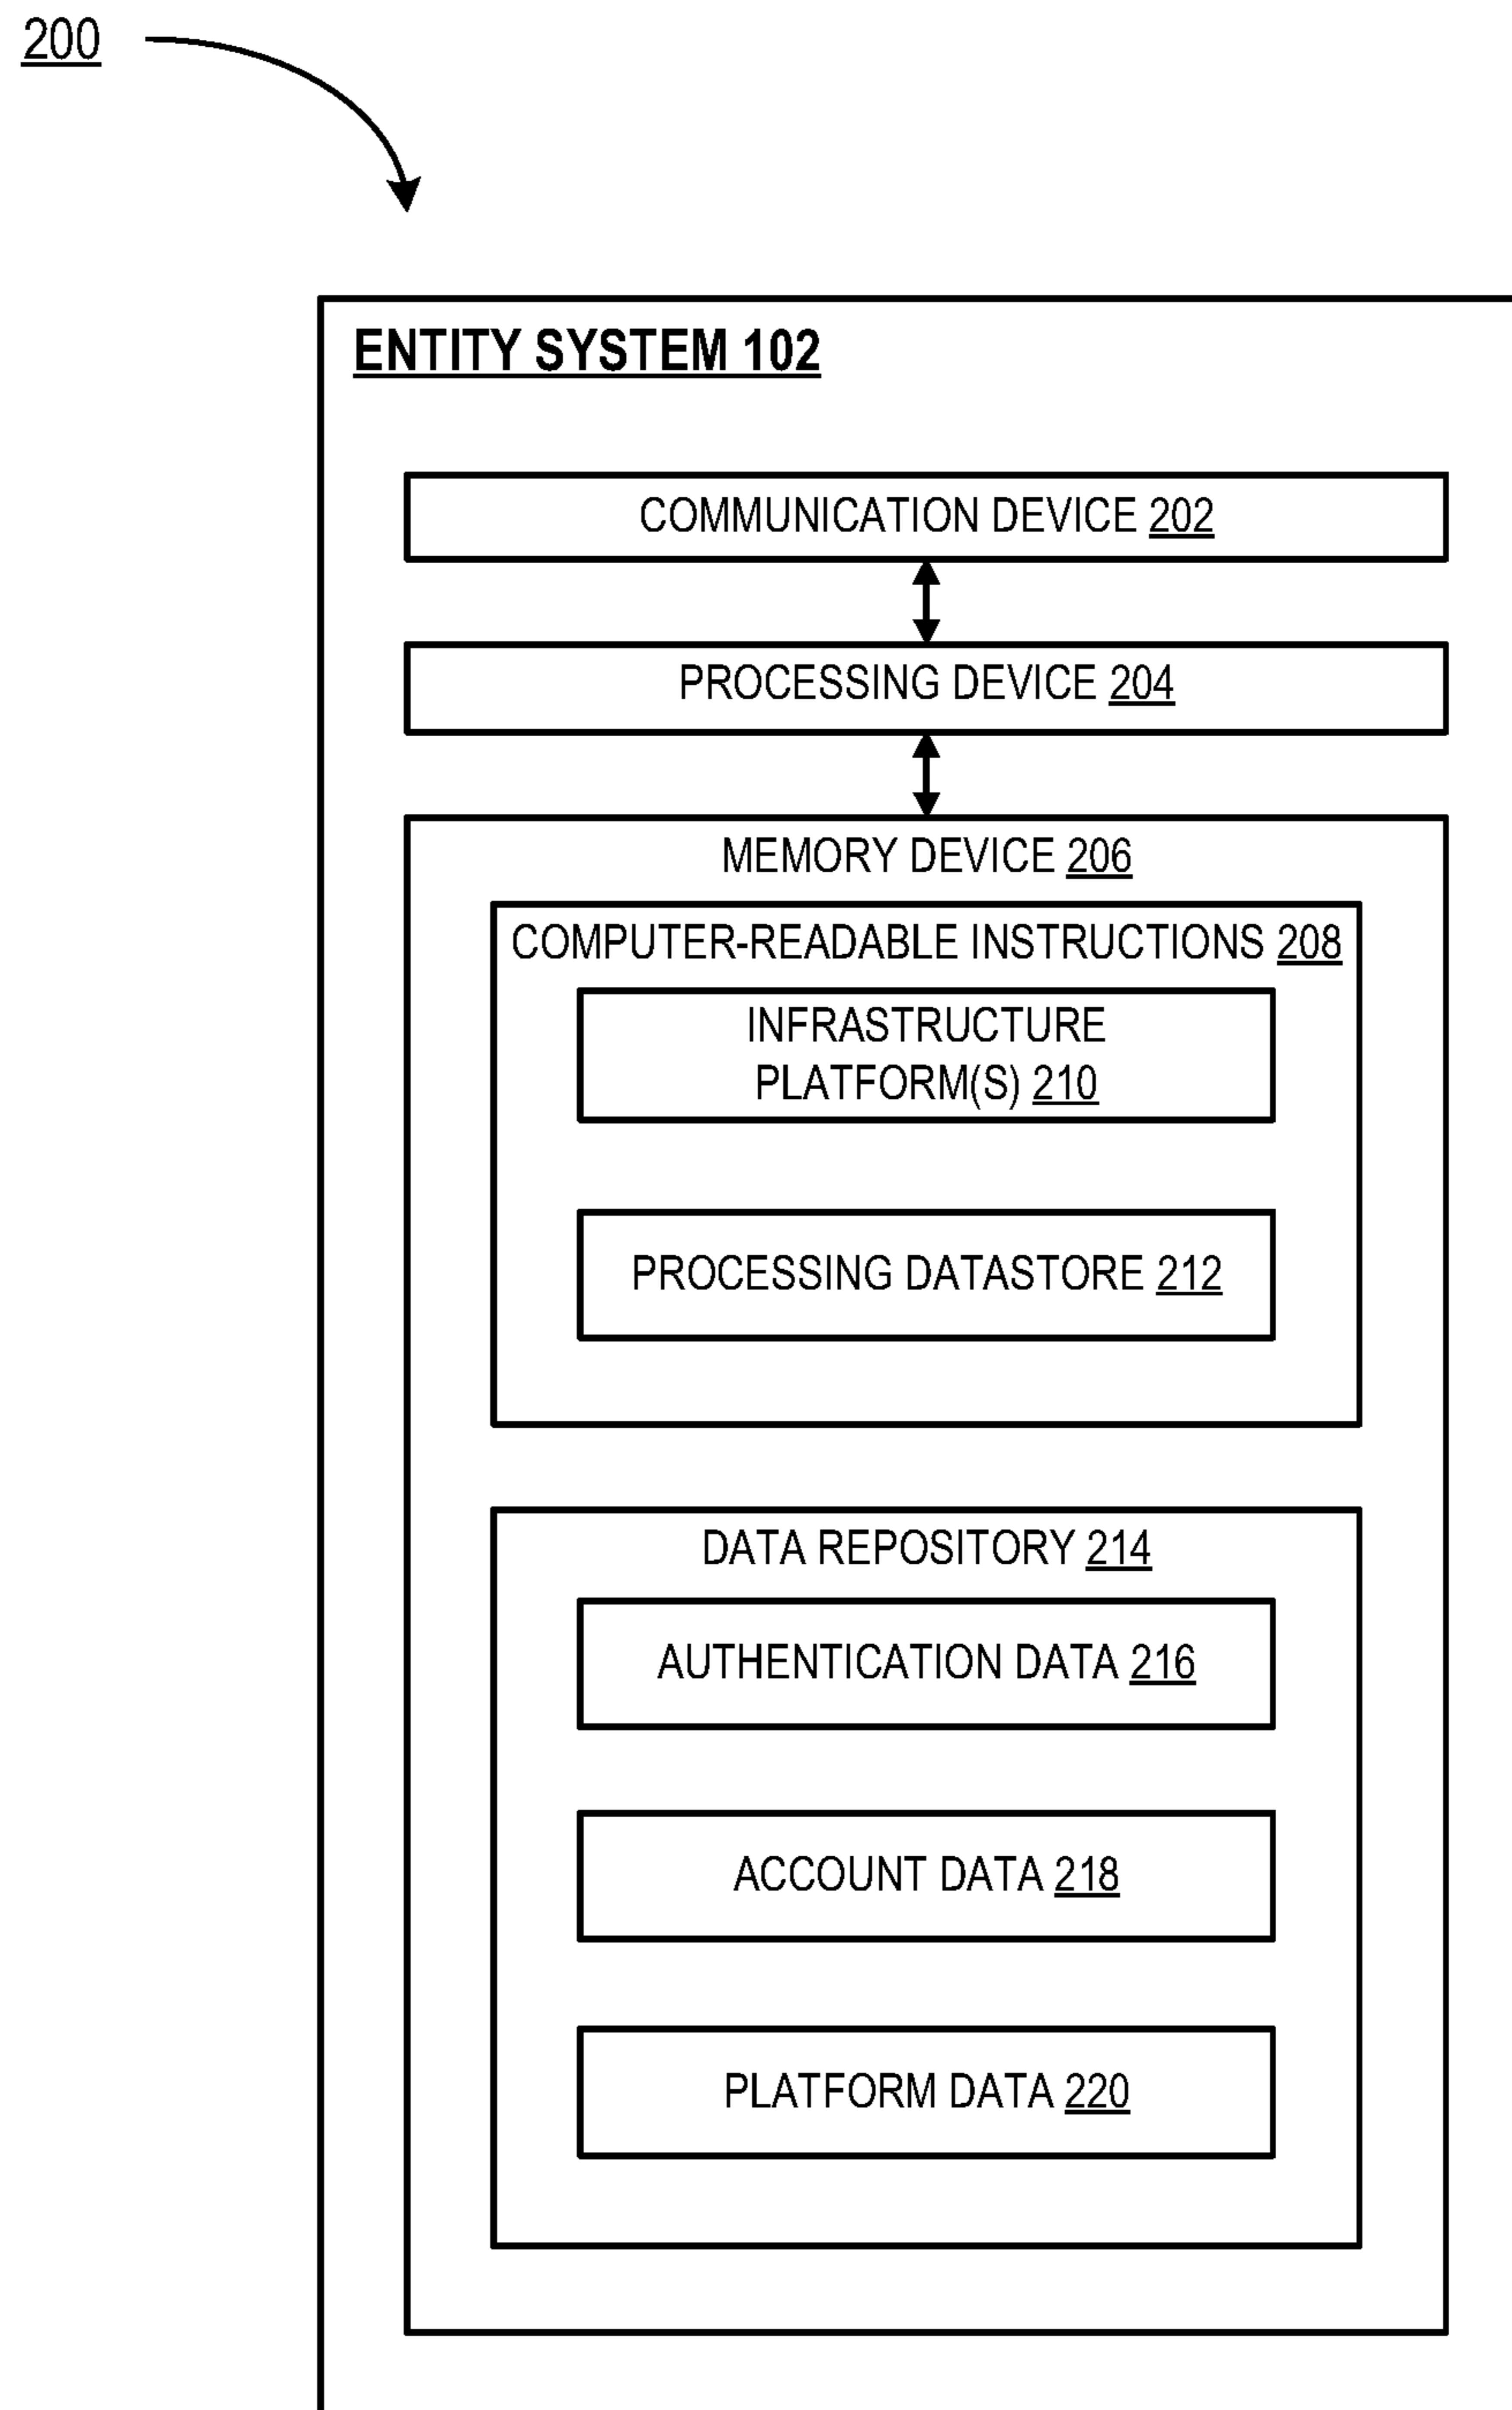 200
ENTITY SYSTEM 102
COMMUNICATION DEVICE 202
PROCESSING DEVICE 204
MEMORY DEVICE 206
COMPUTER-READABLE INSTRUCTIONS 208
INFRASTRUCTURE
PLATFORM(S) 210
PROCESSING DATASTORE 212
DATA REPOSITORY 214
AUTHENTICATION DATA 216
ACCOUNT DATA 218
PLATFORM DATA 220